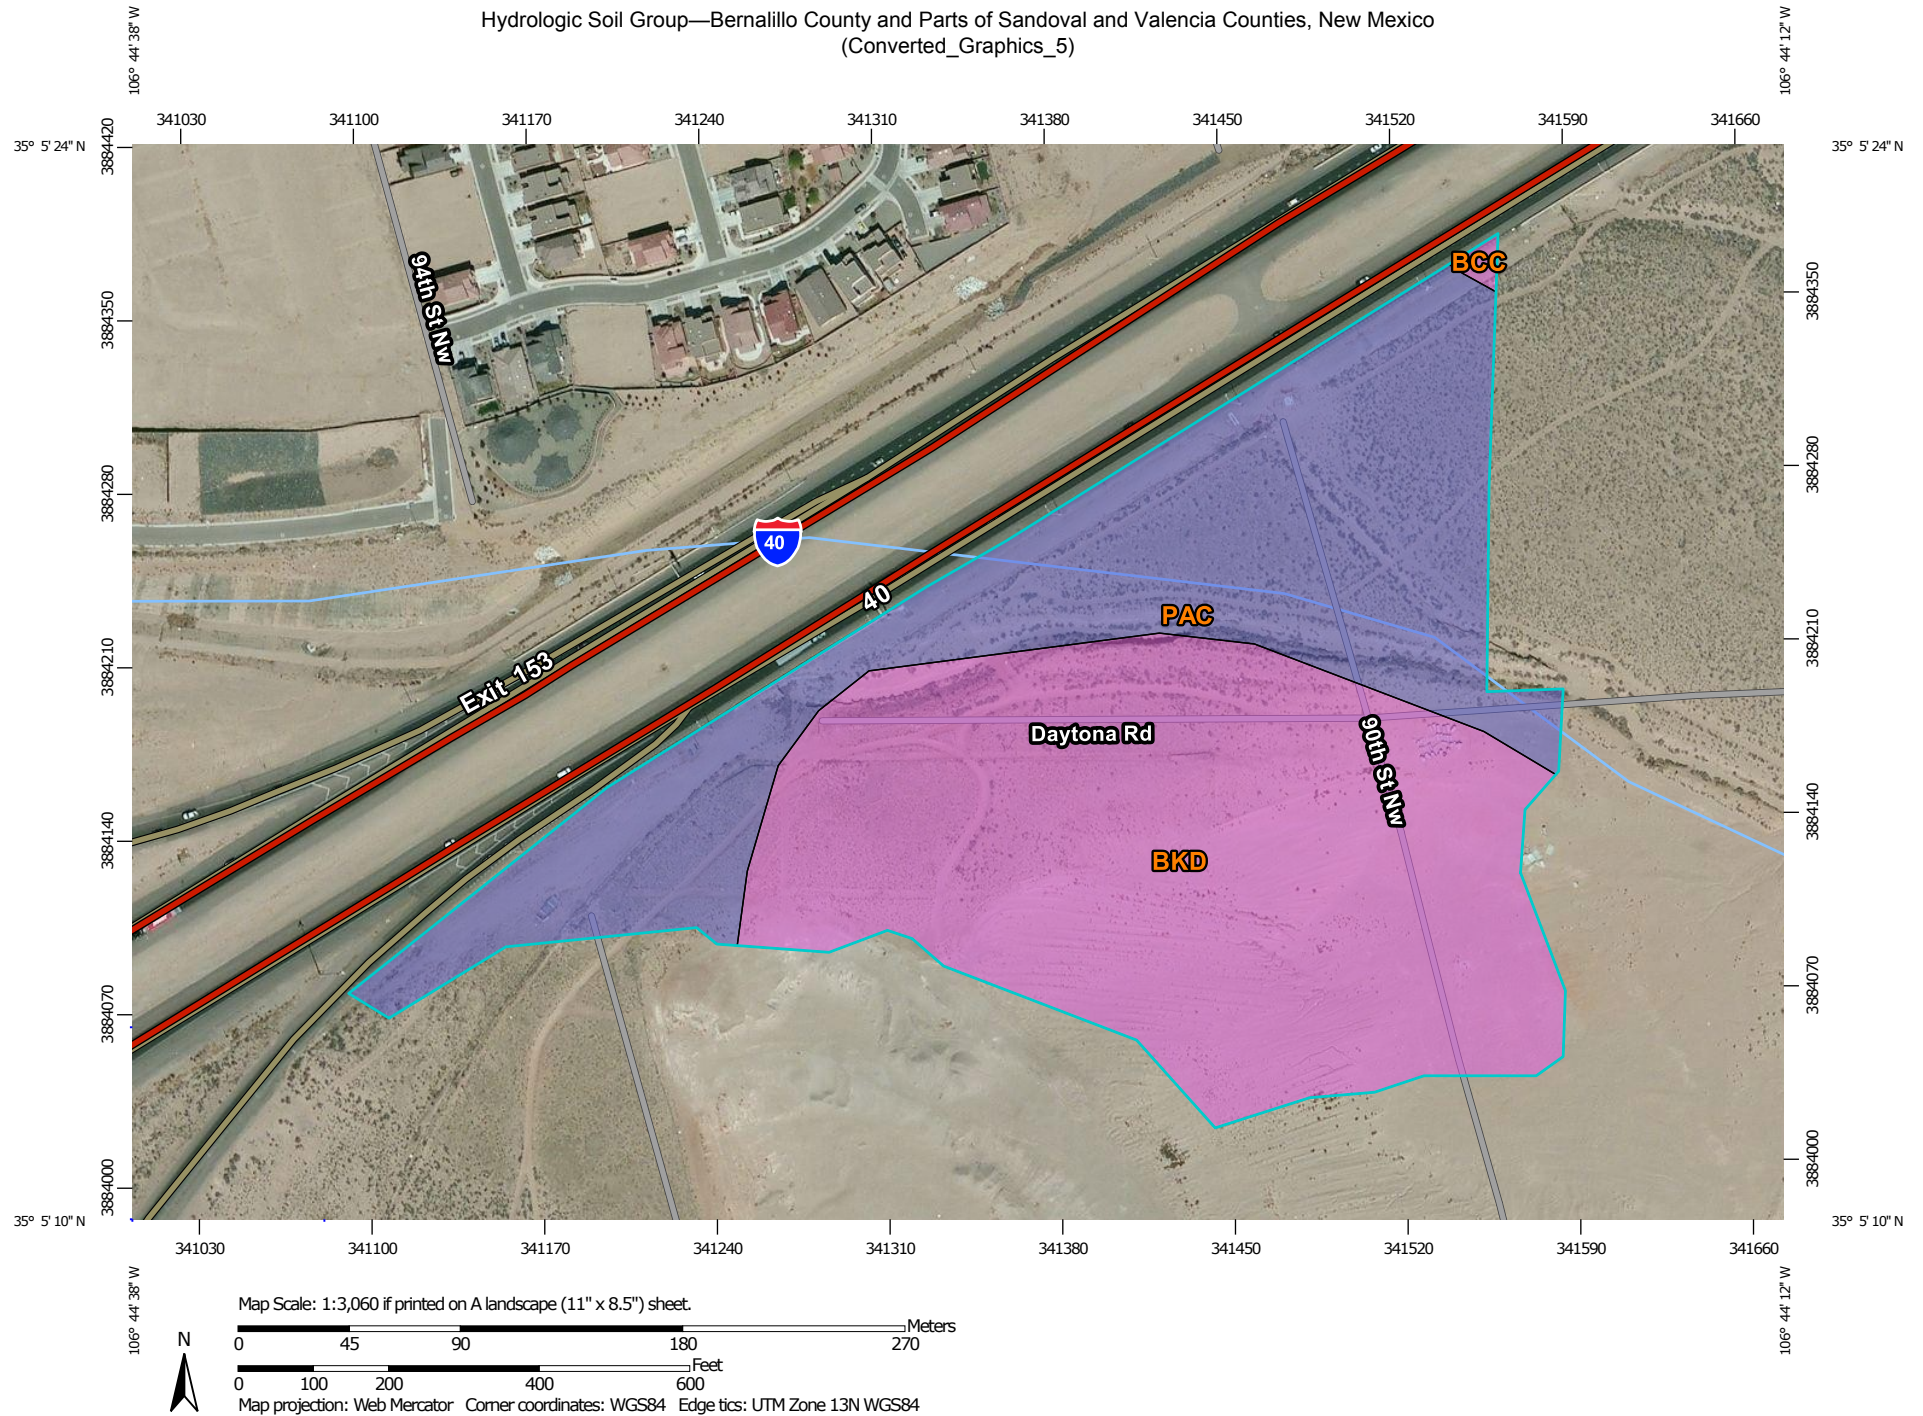 Hydrologic Soil Group—Bernalillo County and Parts of Sandoval and Valencia Counties, New Mexico
(Converted_Graphics_5)
106° 44' 38'' W
106° 44' 12'' W
341030 341100 341170 341240 341310 341380 341450 341520 341590 341660
35° 5' 24'' N
35° 5' 24'' N
3884420
3884350
3884280
3884210
3884140
3884070
3884000
3884350
3884280
3884210
3884140
3884070
3884000
94th St Nw
BCC
40
40
PAC
Exit 153
Daytona Rd
90th St Nw
BKD
35° 5' 10'' N
35° 5' 10'' N
341030 341100 341170 341240 341310 341380 341450 341520 341590 341660
106° 44' 38'' W
106° 44' 12'' W
Map Scale: 1:3,060 if printed on A landscape (11" x 8.5") sheet.
Meters
0 45 90 180 270
Feet
0 100 200 400 600
N
Map projection: Web Mercator Corner coordinates: WGS84 Edge tics: UTM Zone 13N WGS84